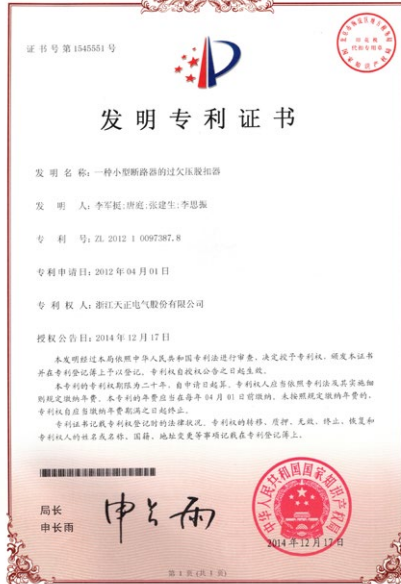 证书号第1545551号
发明专利证书
发 明 名 称：一种小型断路器的过欠压脱扣器
发 明 人：李军挺;唐庭;张建生;李思振
专 利 号：ZL 2012 1 0097387.8
专利申请日：2012年04月01日
专 利 权 人：浙江天正电气股份有限公司
授权公告日：2014年12月17日
本发明经过本局依照中华人民共和国专利法进行审查，决定授予专利权，颁发本证书
并在专利登记簿上予以登记。专利权自授权公告之日起生效。
本专利的专利权期限为二十年，自申请日起算。专利权人应当依照专利法及其实施细
则规定缴纳年费。本专利的年费应当在每年04月01日前缴纳。未按照规定缴纳年费的，
专利权自应当缴纳年费期满之日起终止。
专利证书记载专利权登记时的法律状况。专利权的转移、质押、无效、终止、恢复和
专利权人的姓名或名称、国籍、地址变更等事项记载在专利登记簿上。
局长
申长雨
申长雨
中华人民共和国国家知识产权局
2014年12月17日
第 1 页 (共 1 页)